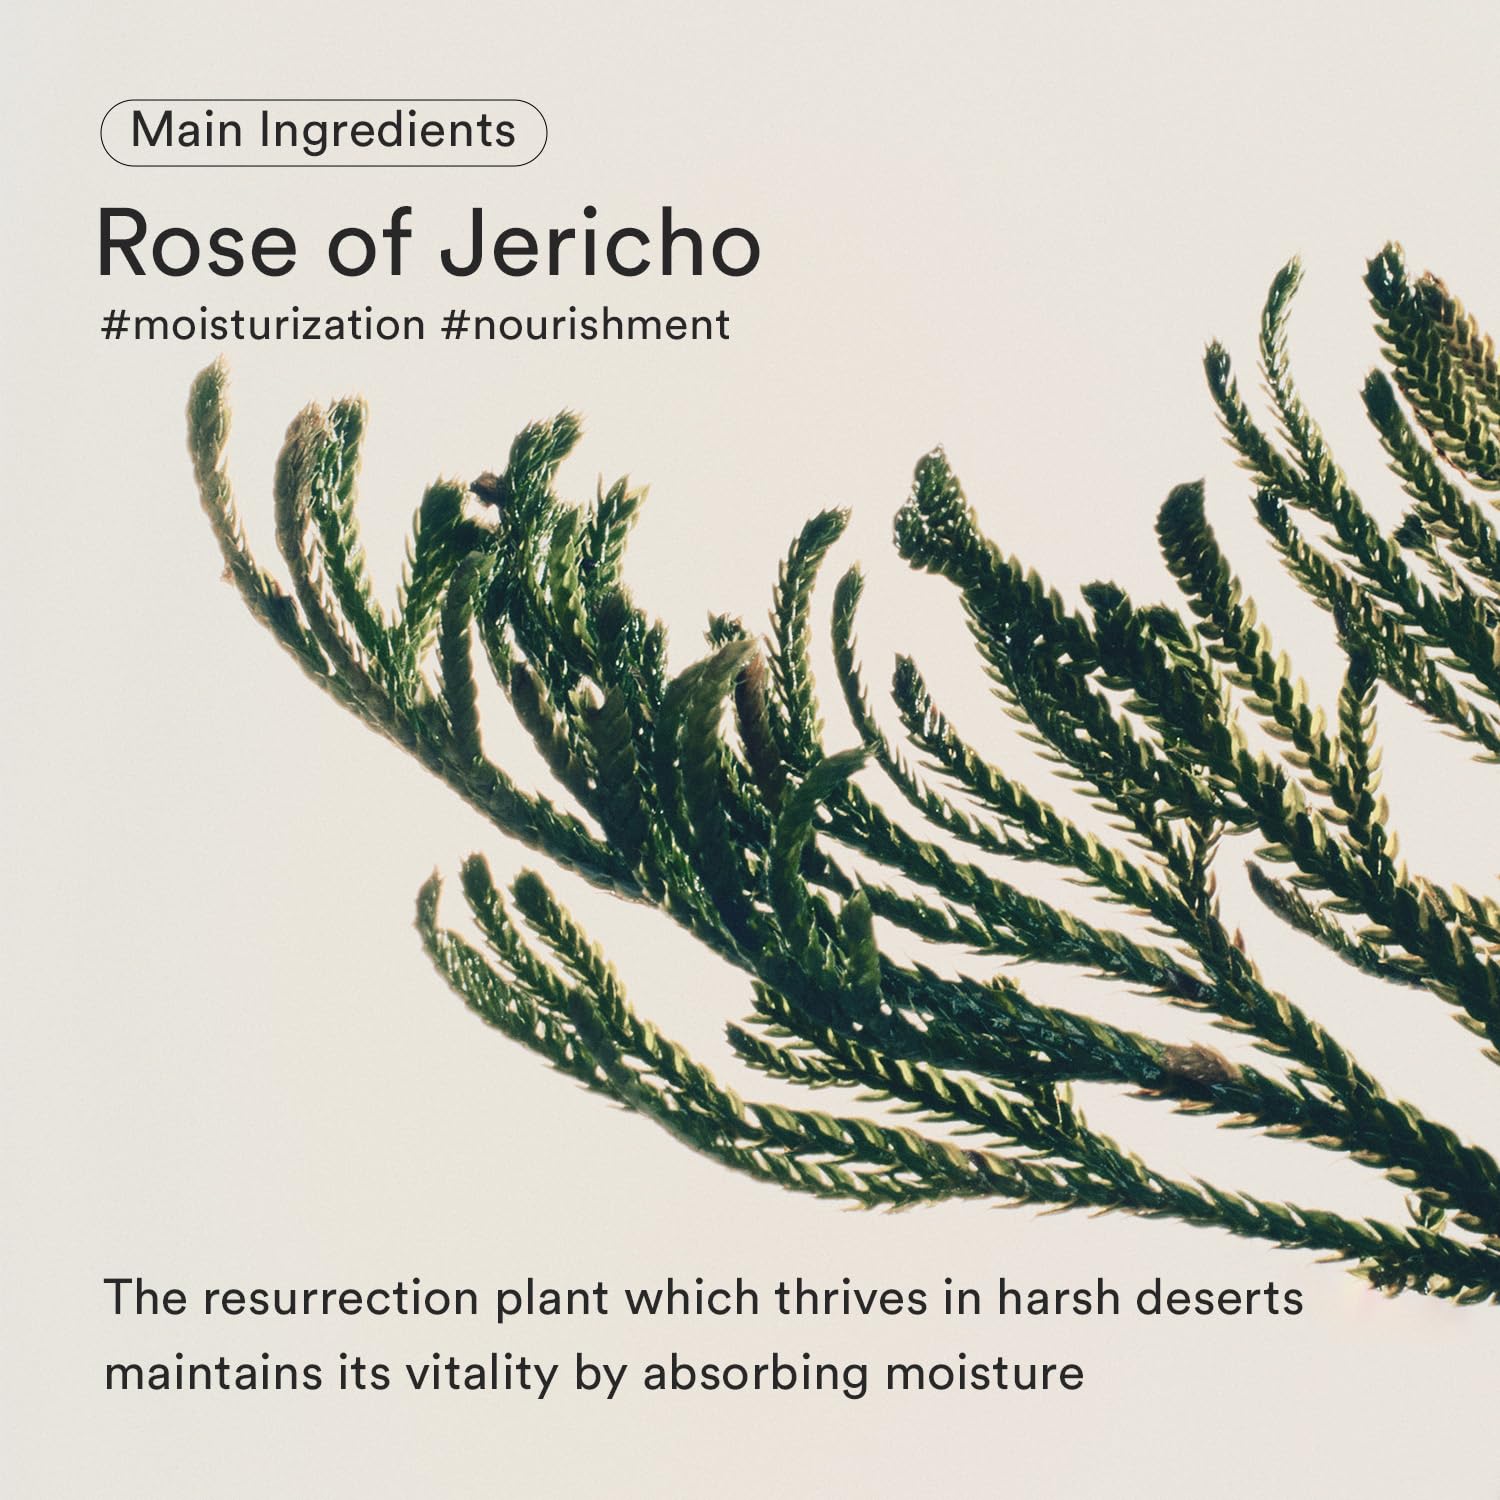 Main Ingredients
Rose of Jericho
#moisturization #nourishment
The resurrection plant which thrives in harsh deserts
maintains its vitality by absorbing moisture